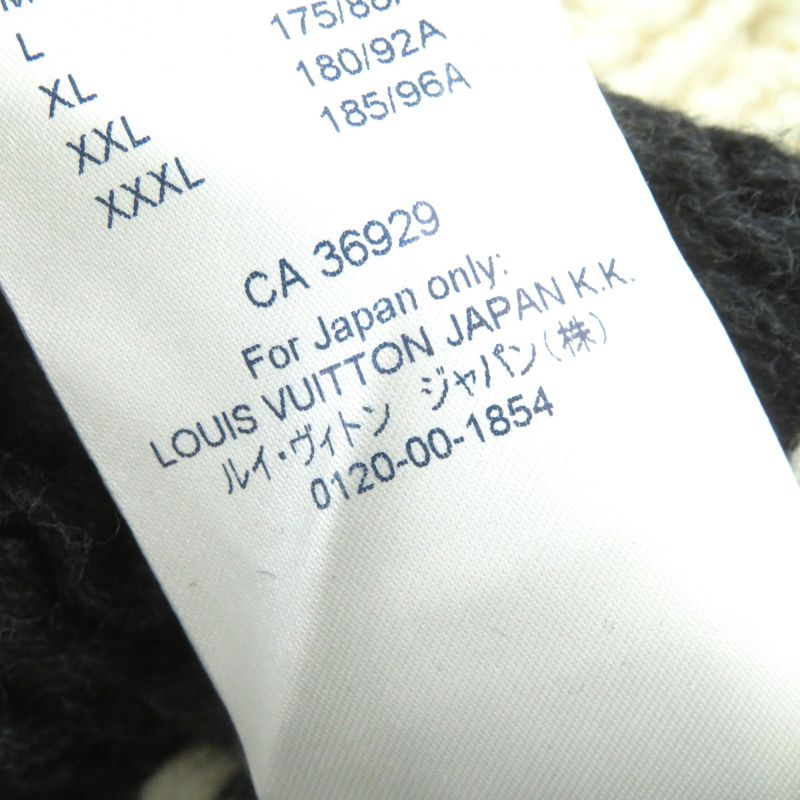 M
L 175/88A
XL 180/92A
XXL 185/96A
XXXL
CA 36929
For Japan only:
LOUIS VUITTON JAPAN K.K.
ルイ・ヴィトン ジャパン(株)
0120-00-1854